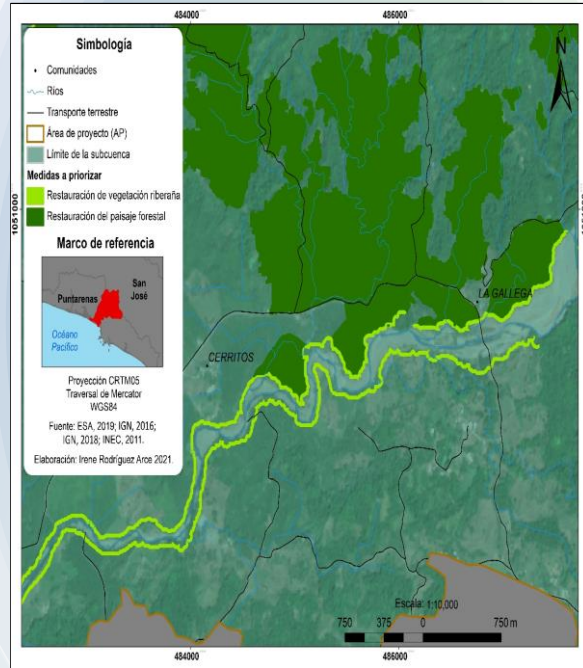 484000 486000
Simbología
Comunidades
Ríos
Transporte terrestre
Área de proyecto (AP)
Límite de la subcuenca
Medidas a priorizar
Restauración de vegetación ribereña
Restauración del paisaje forestal
Marco de referencia
San
José
Puntarenas
Océano
Pacífico
Proyección CRTM05
Traversal de Mercator
WGS84
Fuente: ESA, 2019; IGN, 2016;
IGN, 2018; INEC, 2011.
Elaboración: Irene Rodríguez Arce 2021.
N
1051000
1051000
LA GALLEGA
CERRITOS
Escala: 1:10,000
750 375 0 750 m
484000 486000